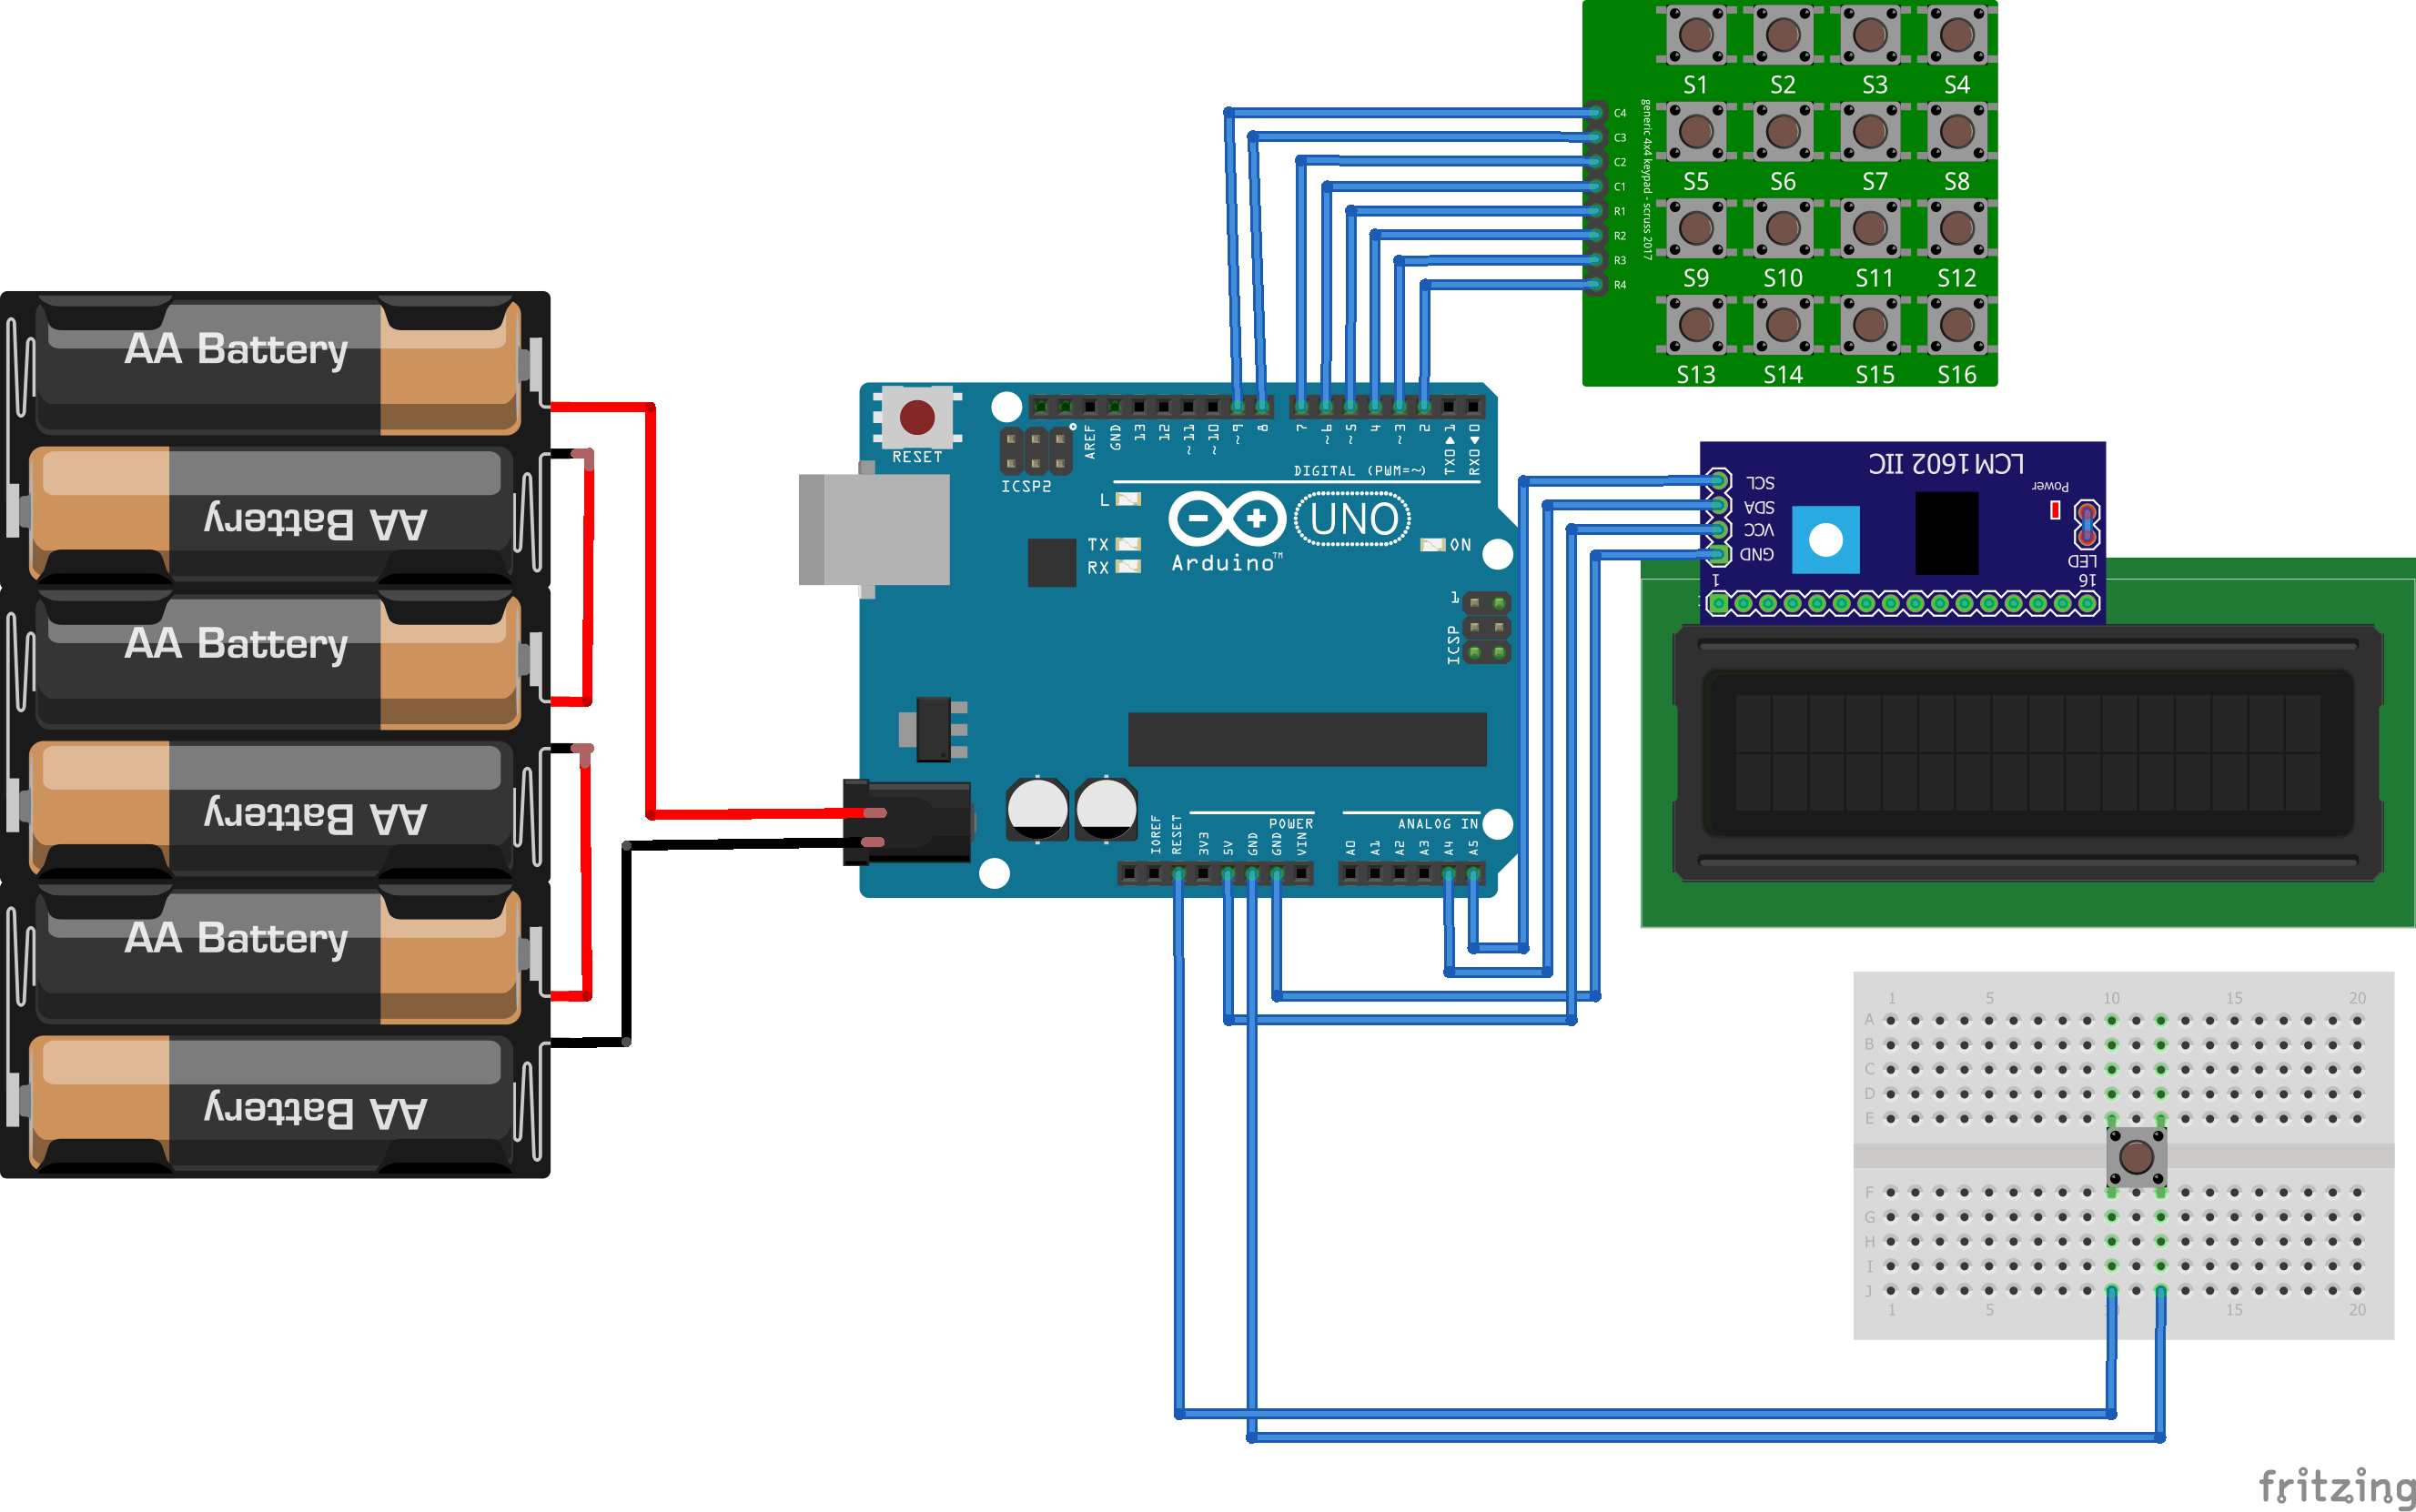 S1 S2 S3 S4
S5 S6 S7 S8
S9 S10 S11 S12
S13 S14 S15 S16
C4
C3
C2
C1
R1
R2
R3
R4
generic 4x4 keypad - scruss 2017
AA Battery
AA Battery
AA Battery
AA Battery
AA Battery
AA Battery
RESET
ICSP2
AREF
GND
13
12
~11
~10
~9
8
7
~6
~5
4
~3
2
TX0 1
RX0 0
DIGITAL (PWM=~)
L
TX
RX
UNO
Arduino™
ON
1
ICSP
IOREF
RESET
3V3
5V
GND
GND
VIN
POWER
ANALOG IN
A0
A1
A2
A3
A4
A5
LCM1602 IIC
SCL
SDA
VCC
GND
Power
LED
1 16
1 5 10 15 20
A
B
C
D
E
F
G
H
I
J
1 5 15 20
fritzing